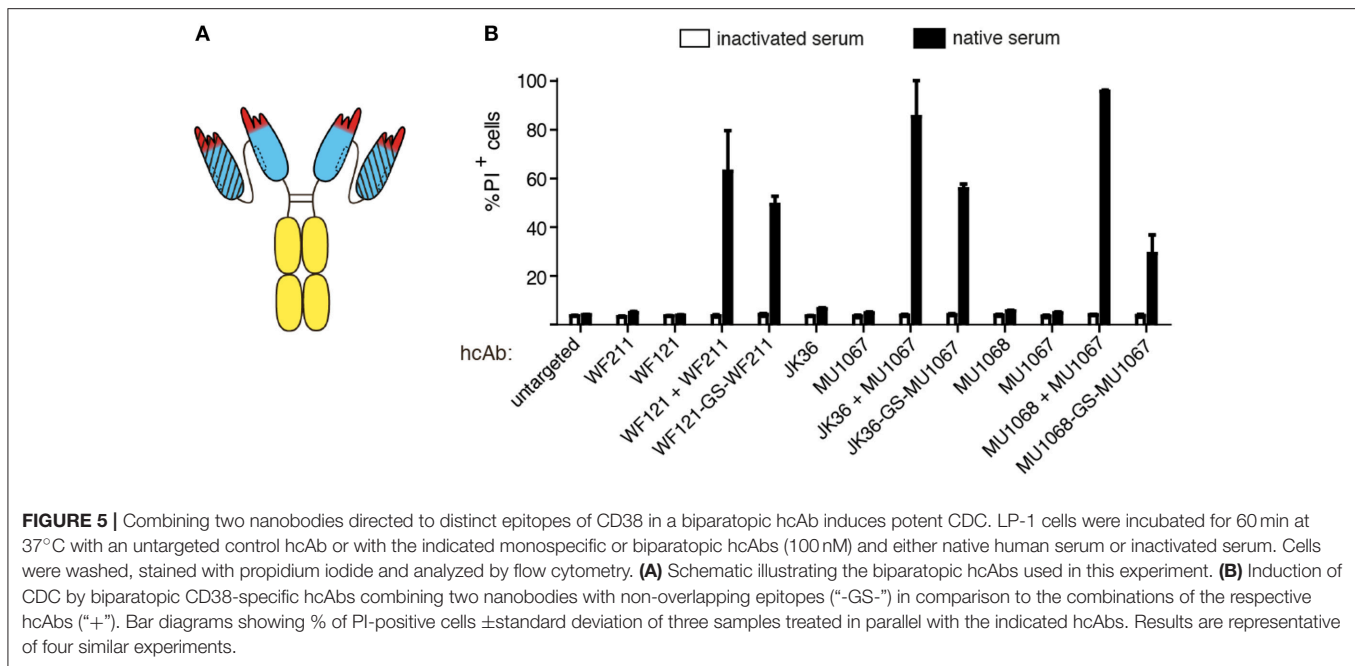 A
B
inactivated serum
native serum
%PI + cells
100
80
60
40
20
hcAb:
untargeted
WF211
WF121
WF121 + WF211
WF121-GS-WF211
JK36
MU1067
JK36 + MU1067
JK36-GS-MU1067
MU1068
MU1067
MU1068 + MU1067
MU1068-GS-MU1067
FIGURE 5 | Combining two nanobodies directed to distinct epitopes of CD38 in a biparatopic hcAb induces potent CDC. LP-1 cells were incubated for 60 min at
37°C with an untargeted control hcAb or with the indicated monospecific or biparatopic hcAbs (100 nM) and either native human serum or inactivated serum. Cells
were washed, stained with propidium iodide and analyzed by flow cytometry. (A) Schematic illustrating the biparatopic hcAbs used in this experiment. (B) Induction of
CDC by biparatopic CD38-specific hcAbs combining two nanobodies with non-overlapping epitopes (“-GS-”) in comparison to the combinations of the respective
hcAbs (“+”). Bar diagrams showing % of PI-positive cells ±standard deviation of three samples treated in parallel with the indicated hcAbs. Results are representative
of four similar experiments.